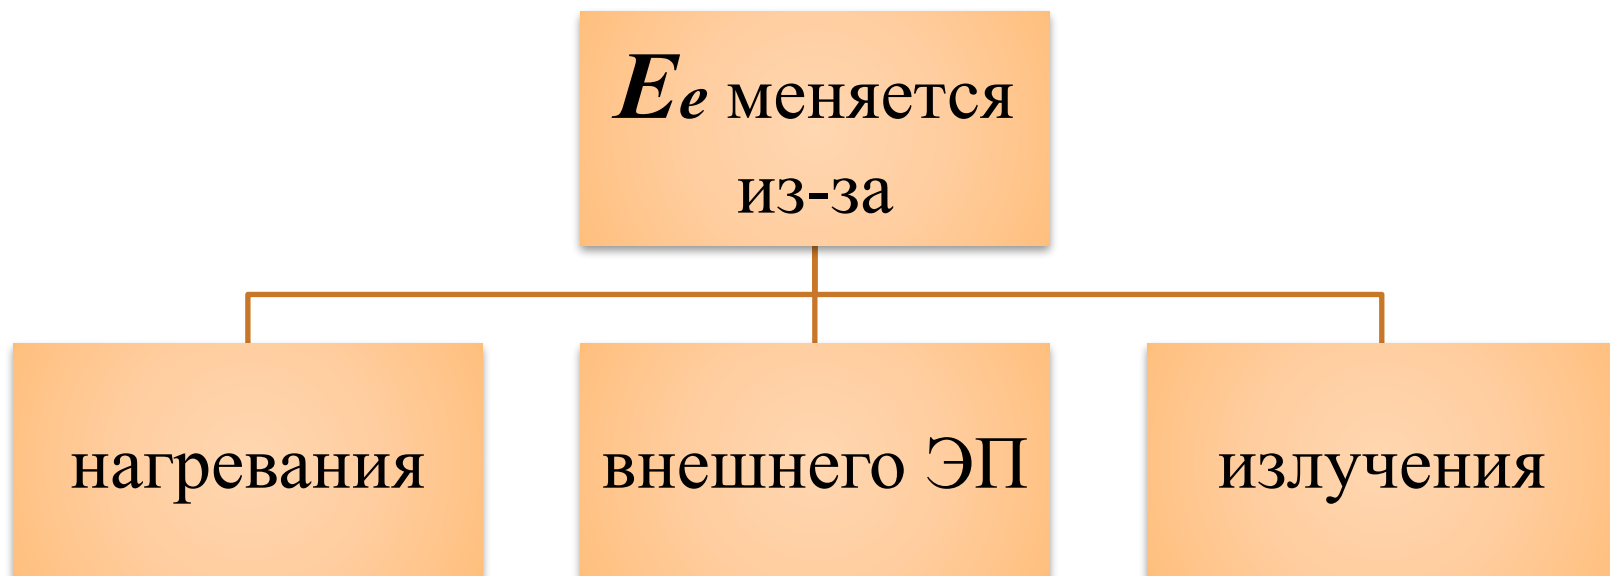 Ee меняется
из-за
нагревания
внешнего ЭП
излучения